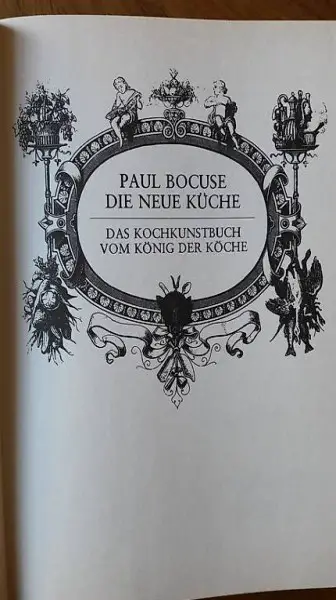 PAUL BOCUSE
DIE NEUE KÜCHE
DAS KOCHKUNSTBUCH
VOM KÖNIG DER KÖCHE